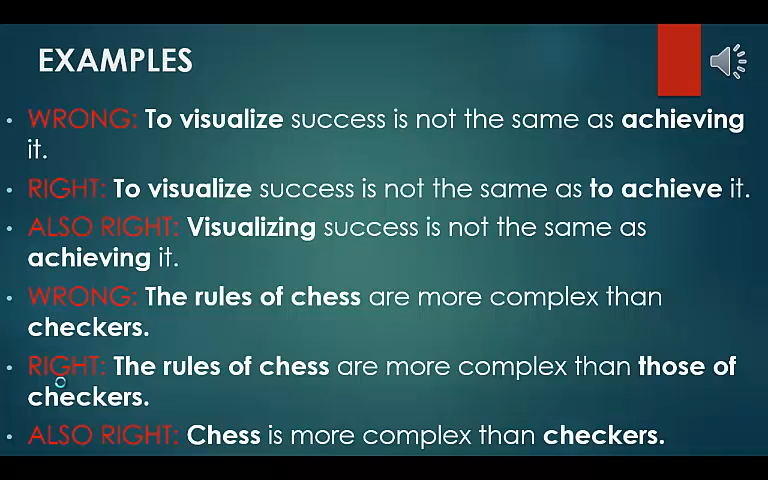 EXAMPLES
• WRONG: To visualize success is not the same as achieving
it.
• RIGHT: To visualize success is not the same as to achieve it.
• ALSO RIGHT: Visualizing success is not the same as
achieving it.
• WRONG: The rules of chess are more complex than
checkers.
• RIGHT: The rules of chess are more complex than those of
checkers.
• ALSO RIGHT: Chess is more complex than checkers.